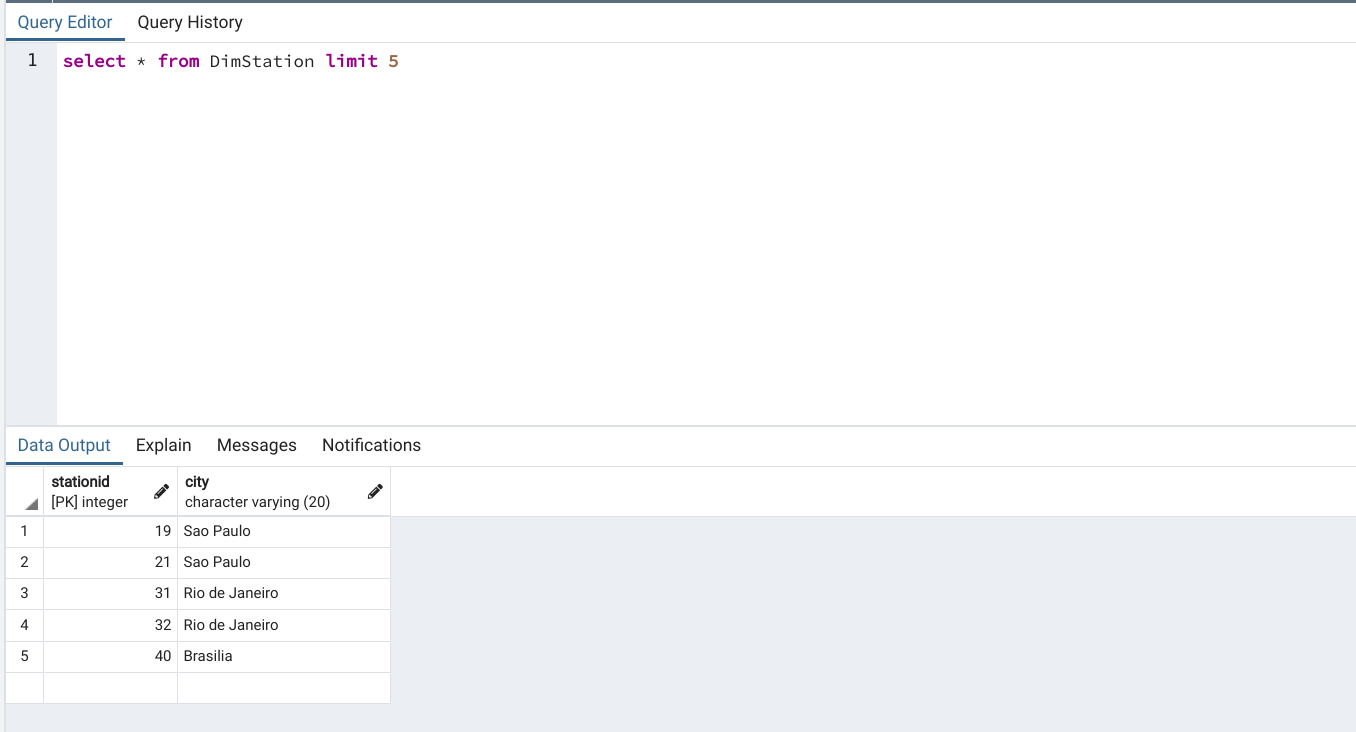 Query Editor Query History
1 select * from DimStation limit 5
Data Output Explain Messages Notifications
stationid city
[PK] integer character varying (20)
1 19 Sao Paulo
2 21 Sao Paulo
3 31 Rio de Janeiro
4 32 Rio de Janeiro
5 40 Brasilia